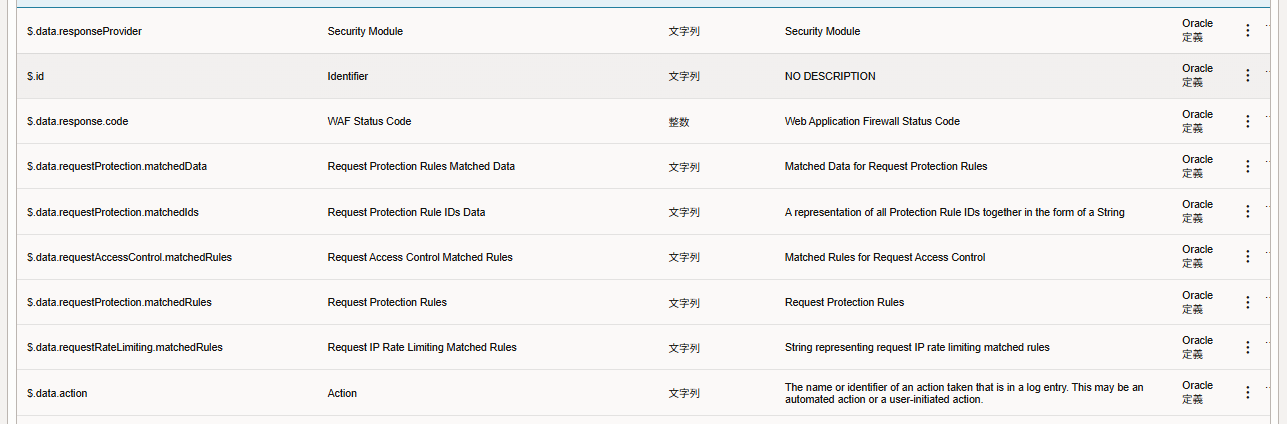 $.data.responseProvider Security Module 文字列 Security Module Oracle
定義
$.id Identifier 文字列 NO DESCRIPTION Oracle
定義
$.data.response.code WAF Status Code 整数 Web Application Firewall Status Code Oracle
定義
$.data.requestProtection.matchedData Request Protection Rules Matched Data 文字列 Matched Data for Request Protection Rules Oracle
定義
$.data.requestProtection.matchedIds Request Protection Rule IDs Data 文字列 A representation of all Protection Rule IDs together in the form of a String Oracle
定義
$.data.requestAccessControl.matchedRules Request Access Control Matched Rules 文字列 Matched Rules for Request Access Control Oracle
定義
$.data.requestProtection.matchedRules Request Protection Rules 文字列 Request Protection Rules Oracle
定義
$.data.requestRateLimiting.matchedRules Request IP Rate Limiting Matched Rules 文字列 String representing request IP rate limiting matched rules Oracle
定義
$.data.action Action 文字列 The name or identifier of an action taken that is in a log entry. This may be an
automated action or a user-initiated action. Oracle
定義